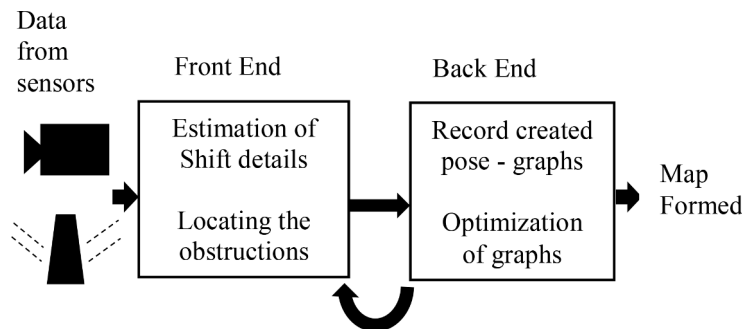 Data
from
sensors
Front End
Estimation of
Shift details
Locating the
obstructions
Back End
Record created
pose - graphs
Optimization
of graphs
Map
Formed